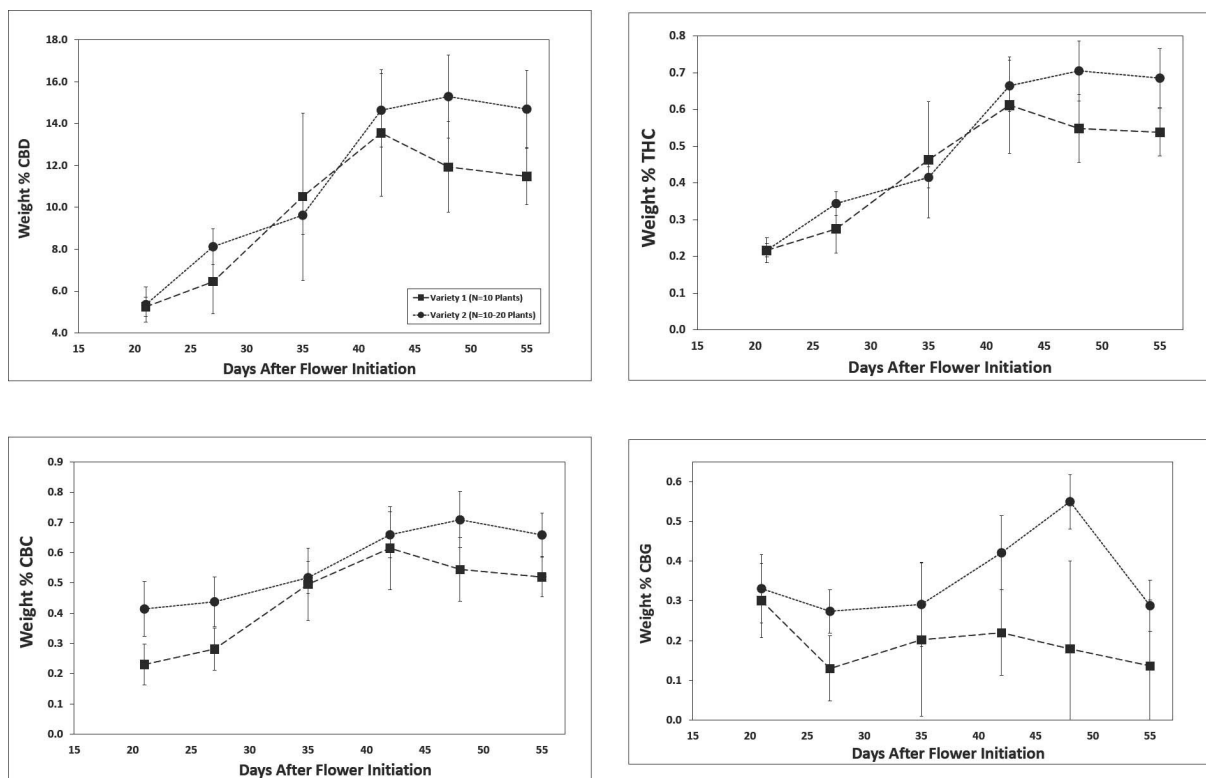 18.0
16.0
14.0
12.0
10.0
8.0
6.0
4.0
Weight % CBD
15 20 25 30 35 40 45 50 55
Days After Flower Initiation
Variety 1 (N=10 Plants)
Variety 2 (N=10-20 Plants)
0.8
0.7
0.6
0.5
0.4
0.3
0.2
0.1
0.0
Weight % THC
15 20 25 30 35 40 45 50 55
Days After Flower Initiation
0.9
0.8
0.7
0.6
0.5
0.4
0.3
0.2
0.1
0.0
Weight % CBC
15 20 25 30 35 40 45 50 55
Days After Flower Initiation
0.6
0.5
0.4
0.3
0.2
0.1
0.0
Weight % CBG
15 20 25 30 35 40 45 50 55
Days After Flower Initiation